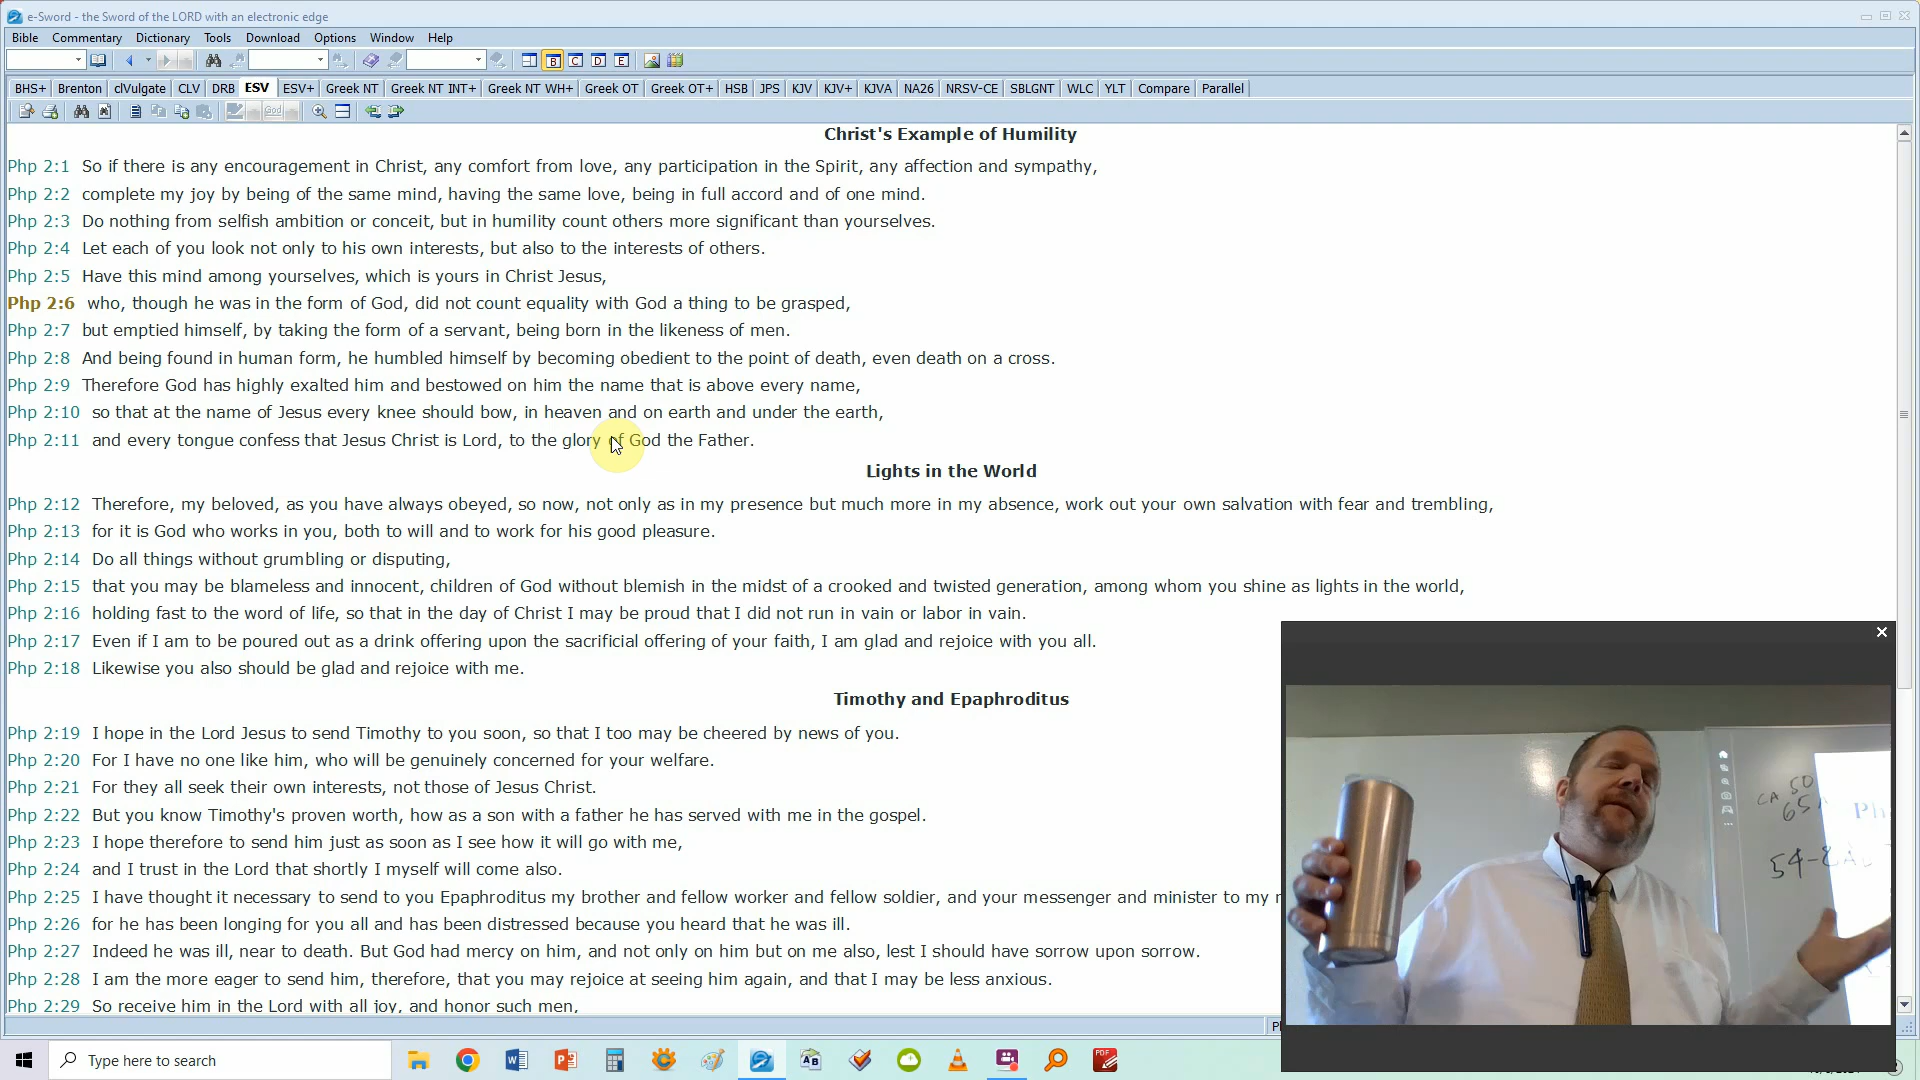 e-Sword - the Sword of the LORD with an electronic edge
Bible Commentary Dictionary Tools Download Options Window Help
B C D E
BHS+ Brenton clVulgate CLV DRB ESV ESV+ Greek NT Greek NT INT+ Greek NT WH+ Greek OT Greek OT+ HSB JPS KJV KJV+ KJVA NA26 NRSV-CE SBLGNT WLC YLT Compare Parallel
God
Christ's Example of Humility
Php 2:1 So if there is any encouragement in Christ, any comfort from love, any participation in the Spirit, any affection and sympathy,
Php 2:2 complete my joy by being of the same mind, having the same love, being in full accord and of one mind.
Php 2:3 Do nothing from selfish ambition or conceit, but in humility count others more significant than yourselves.
Php 2:4 Let each of you look not only to his own interests, but also to the interests of others.
Php 2:5 Have this mind among yourselves, which is yours in Christ Jesus,
Php 2:6 who, though he was in the form of God, did not count equality with God a thing to be grasped,
Php 2:7 but emptied himself, by taking the form of a servant, being born in the likeness of men.
Php 2:8 And being found in human form, he humbled himself by becoming obedient to the point of death, even death on a cross.
Php 2:9 Therefore God has highly exalted him and bestowed on him the name that is above every name,
Php 2:10 so that at the name of Jesus every knee should bow, in heaven and on earth and under the earth,
Php 2:11 and every tongue confess that Jesus Christ is Lord, to the glory of God the Father.
Lights in the World
Php 2:12 Therefore, my beloved, as you have always obeyed, so now, not only as in my presence but much more in my absence, work out your own salvation with fear and trembling,
Php 2:13 for it is God who works in you, both to will and to work for his good pleasure.
Php 2:14 Do all things without grumbling or disputing,
Php 2:15 that you may be blameless and innocent, children of God without blemish in the midst of a crooked and twisted generation, among whom you shine as lights in the world,
Php 2:16 holding fast to the word of life, so that in the day of Christ I may be proud that I did not run in vain or labor in vain.
Php 2:17 Even if I am to be poured out as a drink offering upon the sacrificial offering of your faith, I am glad and rejoice with you all.
Php 2:18 Likewise you also should be glad and rejoice with me.
Timothy and Epaphroditus
Php 2:19 I hope in the Lord Jesus to send Timothy to you soon, so that I too may be cheered by news of you.
Php 2:20 For I have no one like him, who will be genuinely concerned for your welfare.
Php 2:21 For they all seek their own interests, not those of Jesus Christ.
Php 2:22 But you know Timothy's proven worth, how as a son with a father he has served with me in the gospel.
Php 2:23 I hope therefore to send him just as soon as I see how it will go with me,
Php 2:24 and I trust in the Lord that shortly I myself will come also.
Php 2:25 I have thought it necessary to send to you Epaphroditus my brother and fellow worker and fellow soldier, and your messenger and minister to my
Php 2:26 for he has been longing for you all and has been distressed because you heard that he was ill.
Php 2:27 Indeed he was ill, near to death. But God had mercy on him, and not only on him but on me also, lest I should have sorrow upon sorrow.
Php 2:28 I am the more eager to send him, therefore, that you may rejoice at seeing him again, and that I may be less anxious.
Php 2:29 So receive him in the Lord with all joy, and honor such men,
CA 50
65
Ph
54-
Type here to search
PDF